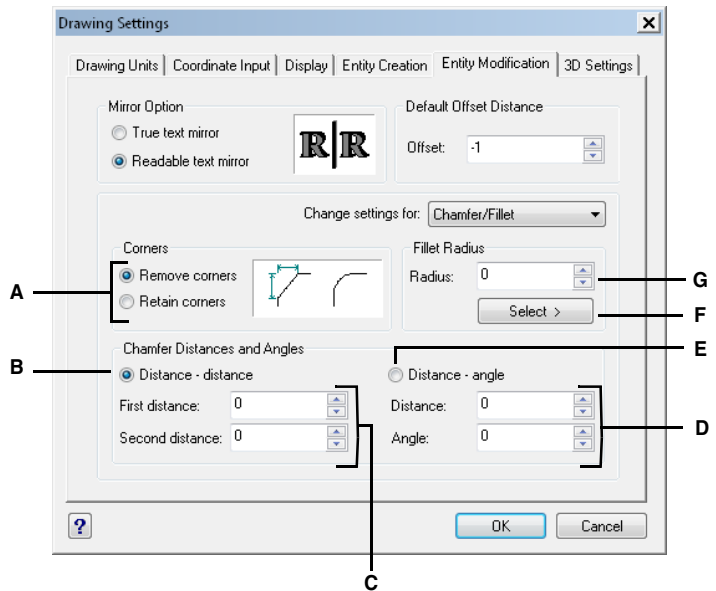 Drawing Settings
Drawing Units Coordinate Input Display Entity Creation Entity Modification 3D Settings
Mirror Option
True text mirror
Readable text mirror
R R
Default Offset Distance
Offset: -1
Change settings for: Chamfer/Fillet
Corners
Remove corners
Retain corners
Fillet Radius
Radius: 0
Select >
Chamfer Distances and Angles
Distance - distance
First distance: 0
Second distance: 0
Distance - angle
Distance: 0
Angle: 0
?
OK
Cancel
A
B
C
D
E
F
G